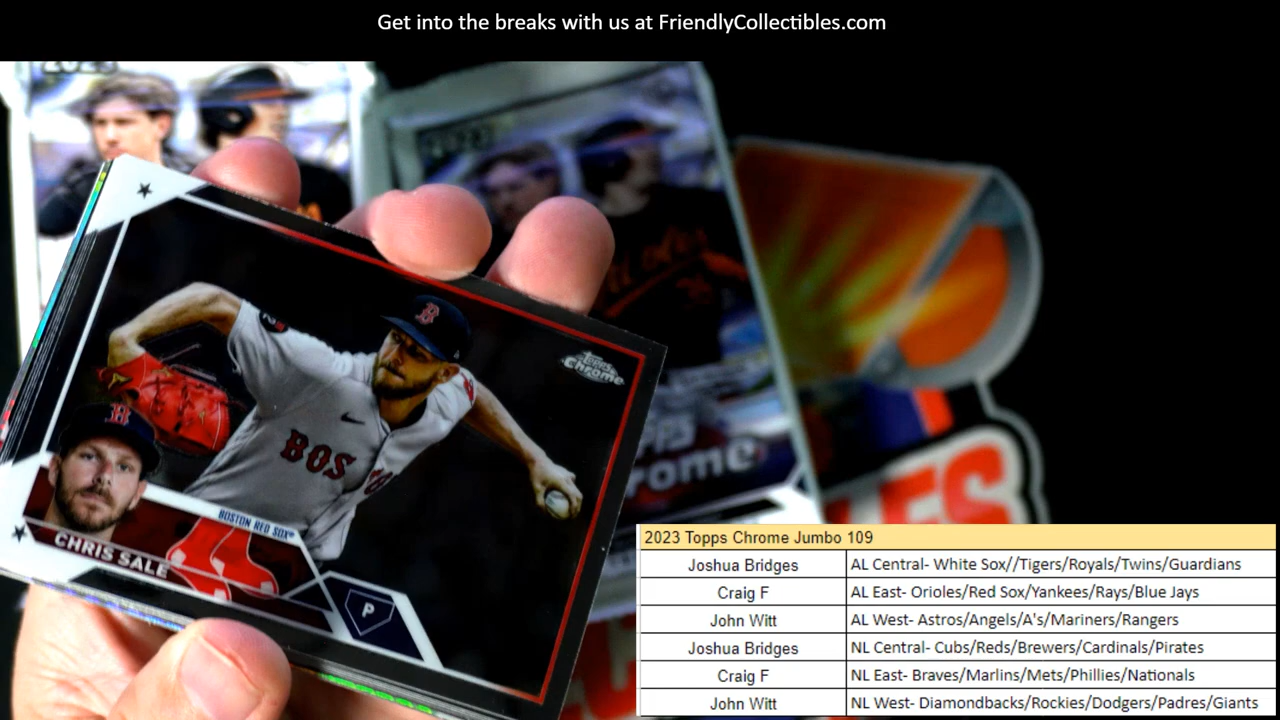 Get into the breaks with us at FriendlyCollectibles.com
Topps
Chrome
B
BOS
B
BOSTON RED SOX
CHRIS SALE
P
2023 Topps Chrome Jumbo 109
Joshua Bridges AL Central- White Sox//Tigers/Royals/Twins/Guardians
Craig F AL East- Orioles/Red Sox/Yankees/Rays/Blue Jays
John Witt AL West- Astros/Angels/A's/Mariners/Rangers
Joshua Bridges NL Central- Cubs/Reds/Brewers/Cardinals/Pirates
Craig F NL East- Braves/Marlins/Mets/Phillies/Nationals
John Witt NL West- Diamondbacks/Rockies/Dodgers/Padres/Giants